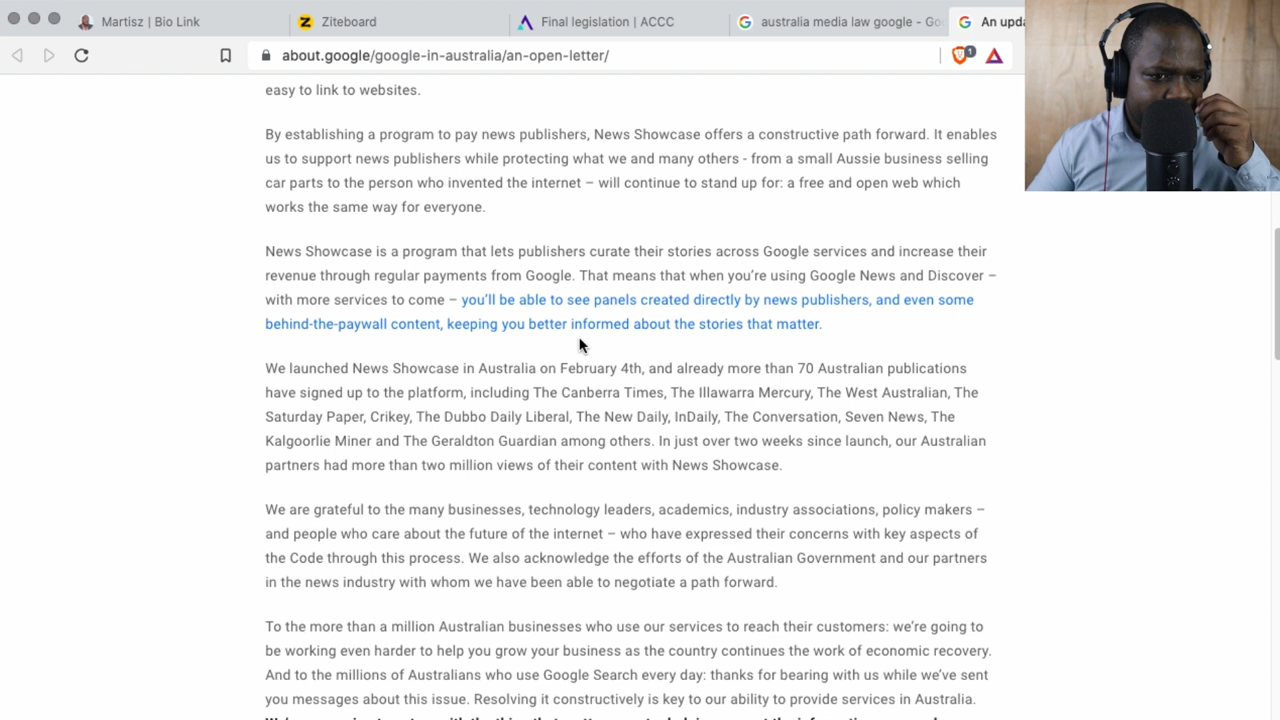 Martisz | Bio Link
Ziteboard
Final legislation | ACCC
australia media law google - Go
An upda
about.google/google-in-australia/an-open-letter/
1
easy to link to websites.
By establishing a program to pay news publishers, News Showcase offers a constructive path forward. It enables
us to support news publishers while protecting what we and many others - from a small Aussie business selling
car parts to the person who invented the internet – will continue to stand up for: a free and open web which
works the same way for everyone.
News Showcase is a program that lets publishers curate their stories across Google services and increase their
revenue through regular payments from Google. That means that when you’re using Google News and Discover –
with more services to come – you’ll be able to see panels created directly by news publishers, and even some
behind-the-paywall content, keeping you better informed about the stories that matter.
We launched News Showcase in Australia on February 4th, and already more than 70 Australian publications
have signed up to the platform, including The Canberra Times, The Illawarra Mercury, The West Australian, The
Saturday Paper, Crikey, The Dubbo Daily Liberal, The New Daily, InDaily, The Conversation, Seven News, The
Kalgoorlie Miner and The Geraldton Guardian among others. In just over two weeks since launch, our Australian
partners had more than two million views of their content with News Showcase.
We are grateful to the many businesses, technology leaders, academics, industry associations, policy makers –
and people who care about the future of the internet – who have expressed their concerns with key aspects of
the Code through this process. We also acknowledge the efforts of the Australian Government and our partners
in the news industry with whom we have been able to negotiate a path forward.
To the more than a million Australian businesses who use our services to reach their customers: we’re going to
be working even harder to help you grow your business as the country continues the work of economic recovery.
And to the millions of Australians who use Google Search every day: thanks for bearing with us while we’ve sent
you messages about this issue. Resolving it constructively is key to our ability to provide services in Australia.